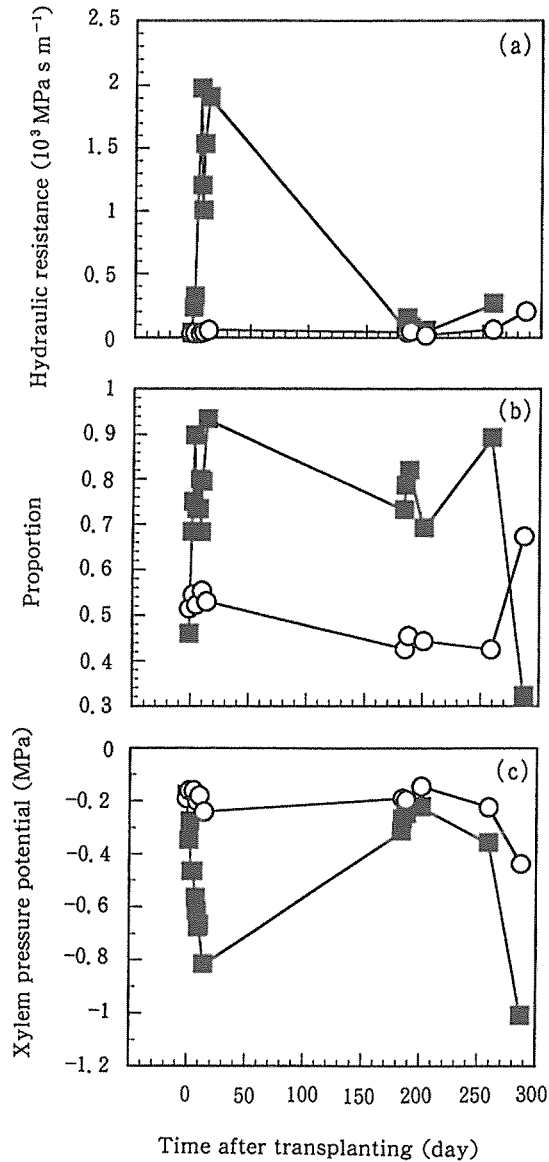 (a)
Hydraulic resistance (10³ MPa s m⁻¹)
2.5
2
1.5
1
0.5
0
(b)
Proportion
1
0.9
0.8
0.7
0.6
0.5
0.4
0.3
(c)
Xylem pressure potential (MPa)
0
-0.2
-0.4
-0.6
-0.8
-1
-1.2
0 50 100 150 200 250 300
Time after transplanting (day)